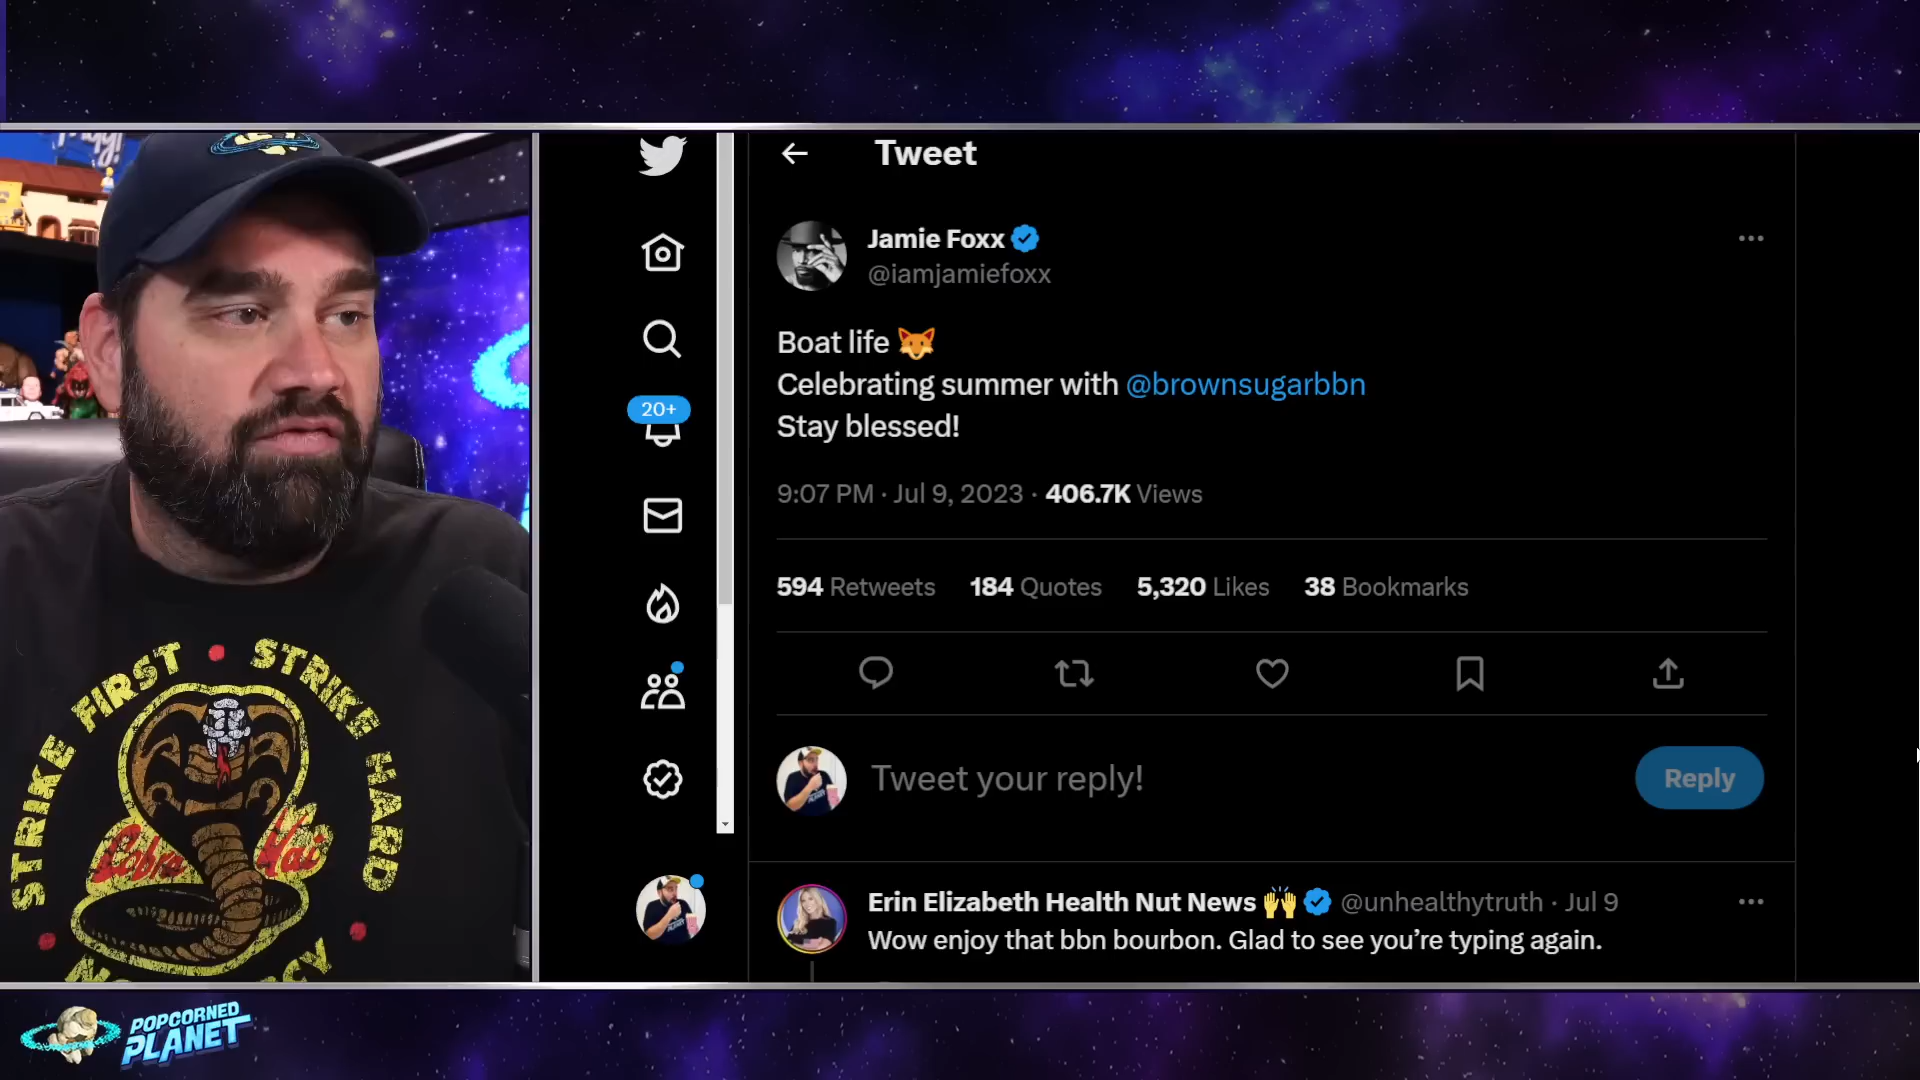 Tweet
Jamie Foxx
@iamjamiefoxx
Boat life 🦊
Celebrating summer with @brownsugarbbn
Stay blessed!
9:07 PM · Jul 9, 2023 · 406.7K Views
594 Retweets 184 Quotes 5,320 Likes 38 Bookmarks
20+
Tweet your reply!
Reply
Erin Elizabeth Health Nut News 🙌 @unhealthytruth · Jul 9
Wow enjoy that bbn bourbon. Glad to see you’re typing again.
STRIKE FIRST • STRIKE HARD
Cobra Kai
POPCORNED
PLANET